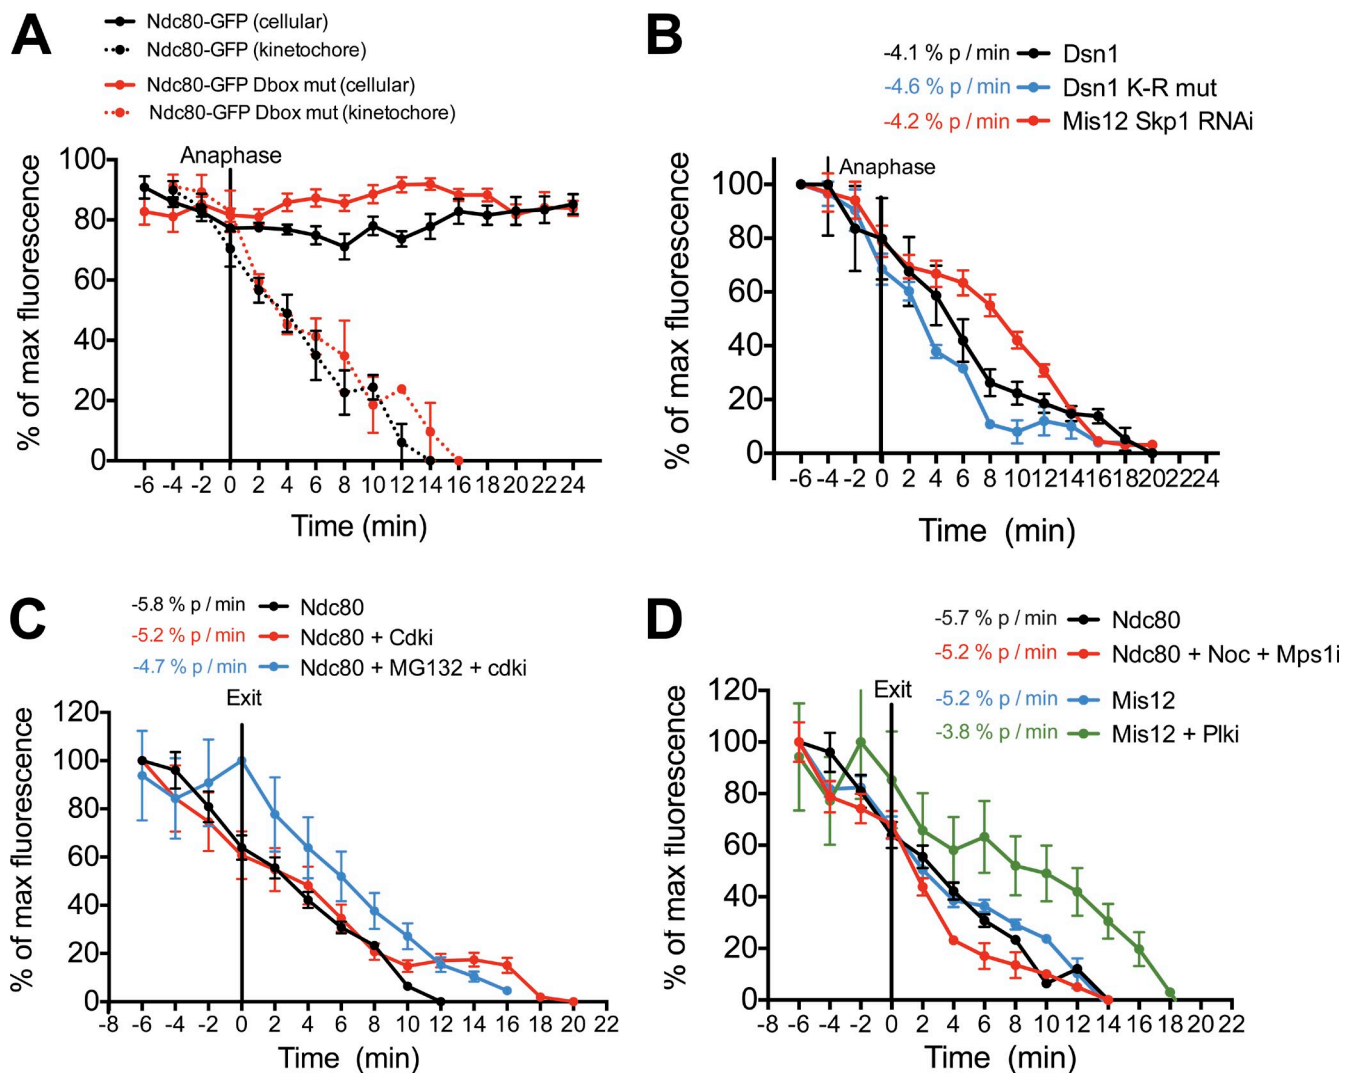 A
Ndc80-GFP (cellular)
Ndc80-GFP (kinetochore)
Ndc80-GFP Dbox mut (cellular)
Ndc80-GFP Dbox mut (kinetochore)
Anaphase
% of max fluorescence
100
80
60
40
20
0
-6 -4 -2 0 2 4 6 8 10 12 14 16 18 20 22 24
Time (min)
B
-4.1 % p / min Dsn1
-4.6 % p / min Dsn1 K-R mut
-4.2 % p / min Mis12 Skp1 RNAi
Anaphase
% of max fluorescence
100
80
60
40
20
0
-6 -4 -2 0 2 4 6 8 10 12 14 16 18 20 22 24
Time (min)
C
-5.8 % p / min Ndc80
-5.2 % p / min Ndc80 + Cdki
-4.7 % p / min Ndc80 + MG132 + cdki
Exit
% of max fluorescence
120
100
80
60
40
20
0
-8 -6 -4 -2 0 2 4 6 8 10 12 14 16 18 20 22
Time (min)
D
-5.7 % p / min Ndc80
-5.2 % p / min Ndc80 + Noc + Mps1i
-5.2 % p / min Mis12
-3.8 % p / min Mis12 + Plki
Exit
% of max fluorescence
120
100
80
60
40
20
0
-8 -6 -4 -2 0 2 4 6 8 10 12 14 16 18 20 22
Time (min)